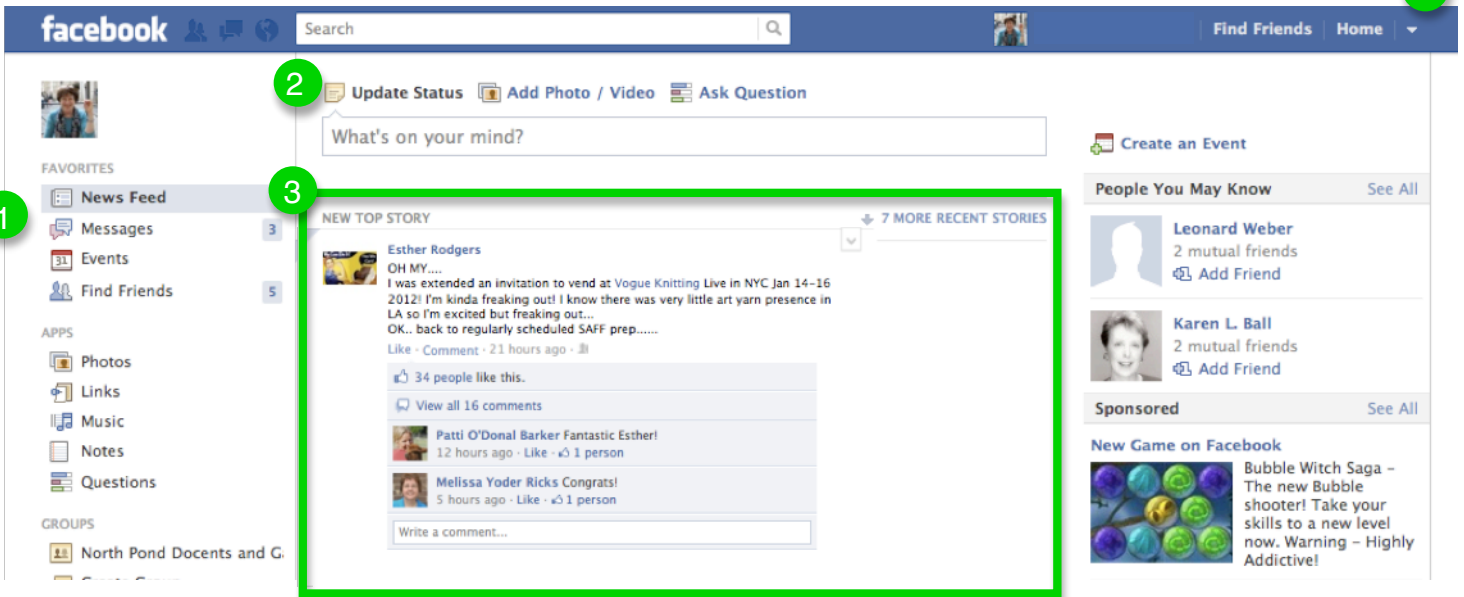 facebook
Search
Find Friends
Home
2
Update Status
Add Photo / Video
Ask Question
What's on your mind?
FAVORITES
1
News Feed
Messages 3
31 Events
Find Friends 5
APPS
Photos
Links
Music
Notes
Questions
GROUPS
North Pond Docents and G
3
NEW TOP STORY
7 MORE RECENT STORIES
Esther Rodgers
OH MY....
I was extended an invitation to vend at Vogue Knitting Live in NYC Jan 14-16
2012! I'm kinda freaking out! I know there was very little art yarn presence in
LA so I'm excited but freaking out...
OK.. back to regularly scheduled SAFF prep......
Like · Comment · 21 hours ago ·
34 people like this.
View all 16 comments
Patti O'Donal Barker Fantastic Esther!
12 hours ago · Like · 1 person
Melissa Yoder Ricks Congrats!
5 hours ago · Like · 1 person
Write a comment...
Create an Event
People You May Know See All
Leonard Weber
2 mutual friends
Add Friend
Karen L. Ball
2 mutual friends
Add Friend
Sponsored See All
New Game on Facebook
Bubble Witch Saga –
The new Bubble
shooter! Take your
skills to a new level
now. Warning – Highly
Addictive!